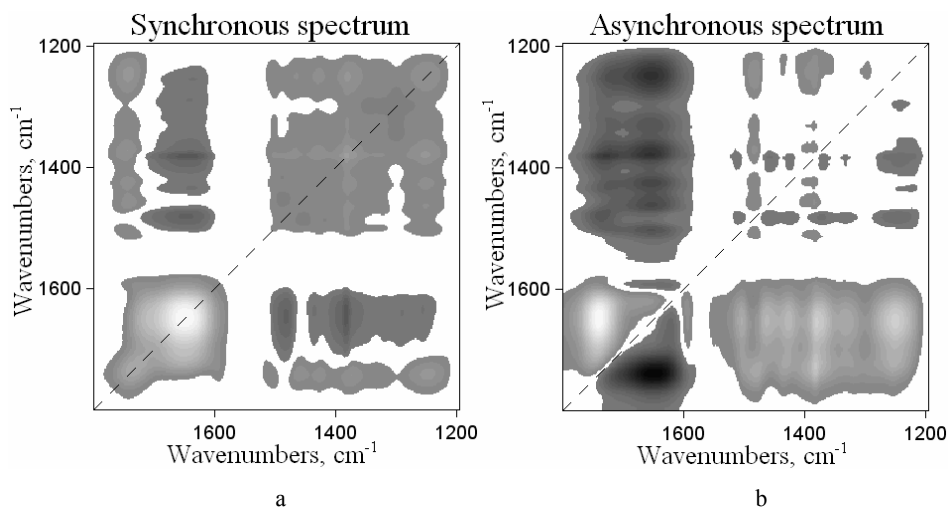 Synchronous spectrum
Asynchronous spectrum
1200
1400
1600
Wavenumbers, cm-1
1600
1400
1200
Wavenumbers, cm-1
1200
1400
1600
Wavenumbers, cm-1
1600
1400
1200
Wavenumbers, cm-1
a
b